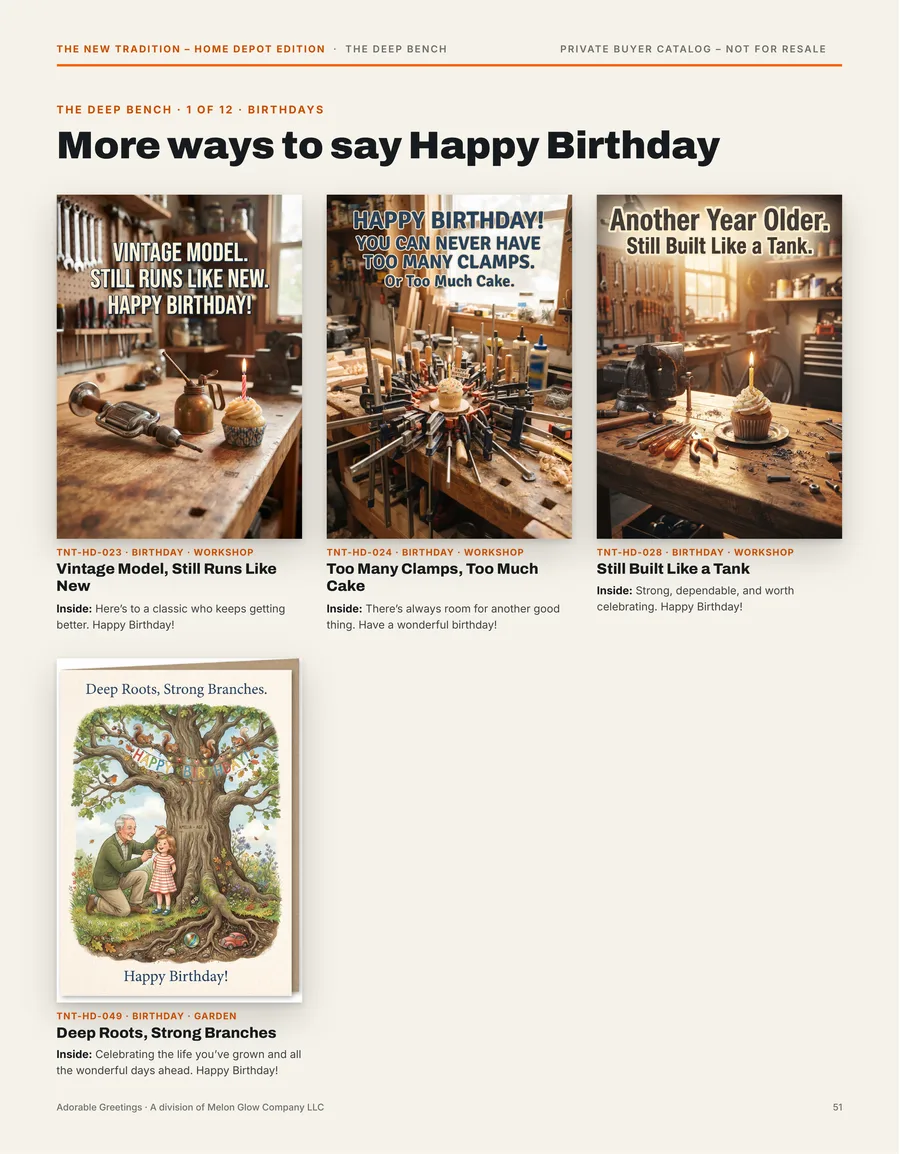 THE NEW TRADITION – HOME DEPOT EDITION · THE DEEP BENCH
PRIVATE BUYER CATALOG – NOT FOR RESALE
THE DEEP BENCH · 1 OF 12 · BIRTHDAYS
More ways to say Happy Birthday
VINTAGE MODEL.
STILL RUNS LIKE NEW.
HAPPY BIRTHDAY!
TNT-HD-023 · BIRTHDAY · WORKSHOP
Vintage Model, Still Runs Like
New
Inside: Here’s to a classic who keeps getting
better. Happy Birthday!
HAPPY BIRTHDAY!
YOU CAN NEVER HAVE
TOO MANY CLAMPS.
Or Too Much Cake.
TNT-HD-024 · BIRTHDAY · WORKSHOP
Too Many Clamps, Too Much
Cake
Inside: There’s always room for another good
thing. Have a wonderful birthday!
Another Year Older.
Still Built Like a Tank.
TNT-HD-028 · BIRTHDAY · WORKSHOP
Still Built Like a Tank
Inside: Strong, dependable, and worth
celebrating. Happy Birthday!
Deep Roots, Strong Branches.
HAPPY BIRTHDAY!
Happy Birthday!
TNT-HD-049 · BIRTHDAY · GARDEN
Deep Roots, Strong Branches
Inside: Celebrating the life you’ve grown and all
the wonderful days ahead. Happy Birthday!
Adorable Greetings · A division of Melon Glow Company LLC
51